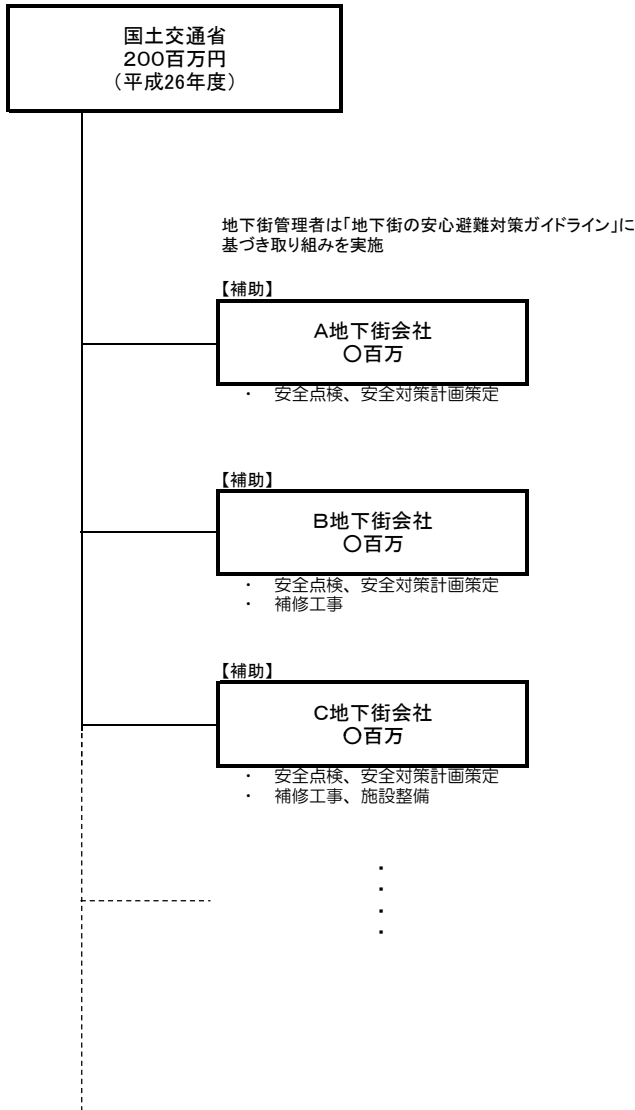 国土交通省
200百万円
（平成26年度）
地下街管理者は「地下街の安心避難対策ガイドライン」に
基づき取り組みを実施
【補助】
A地下街会社
〇百万
・ 安全点検、安全対策計画策定
【補助】
B地下街会社
〇百万
・ 安全点検、安全対策計画策定
・ 補修工事
【補助】
C地下街会社
〇百万
・ 安全点検、安全対策計画策定
・ 補修工事、施設整備
・
・
・
・